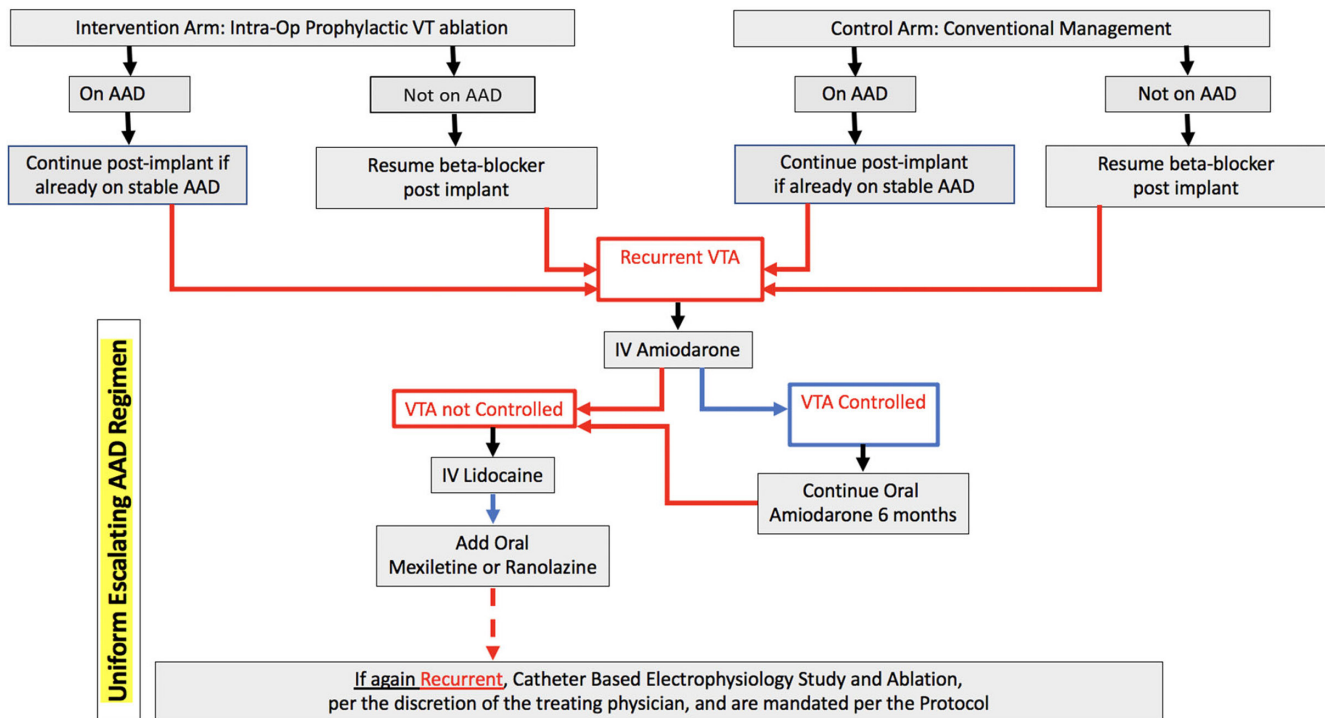 Intervention Arm: Intra-Op Prophylactic VT ablation
Control Arm: Conventional Management
On AAD
Not on AAD
On AAD
Not on AAD
Continue post-implant if
already on stable AAD
Resume beta-blocker
post implant
Continue post-implant
if already on stable AAD
Resume beta-blocker
post implant
Recurrent VTA
Uniform Escalating AAD Regimen
IV Amiodarone
VTA not Controlled
VTA Controlled
IV Lidocaine
Continue Oral
Amiodarone 6 months
Add Oral
Mexiletine or Ranolazine
If again Recurrent, Catheter Based Electrophysiology Study and Ablation,
per the discretion of the treating physician, and are mandated per the Protocol